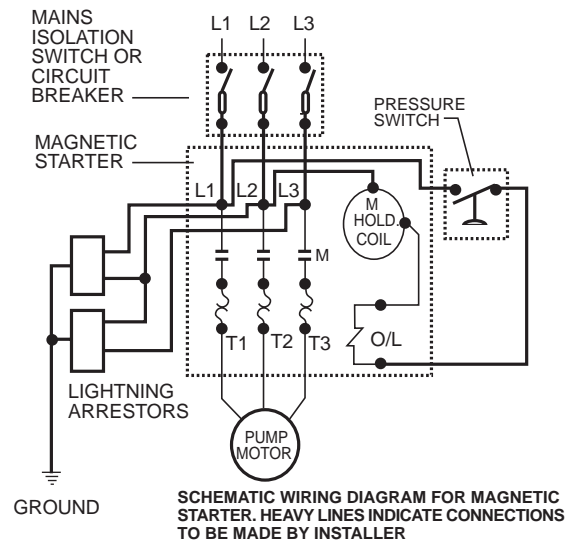 MAINS
ISOLATION
SWITCH OR
CIRCUIT
BREAKER
L1 L2 L3
PRESSURE
SWITCH
MAGNETIC
STARTER
L1 L2 L3
M
HOLD.
COIL
M
T1 T2 T3
O/L
LIGHTNING
ARRESTORS
PUMP
MOTOR
GROUND
SCHEMATIC WIRING DIAGRAM FOR MAGNETIC
STARTER. HEAVY LINES INDICATE CONNECTIONS
TO BE MADE BY INSTALLER